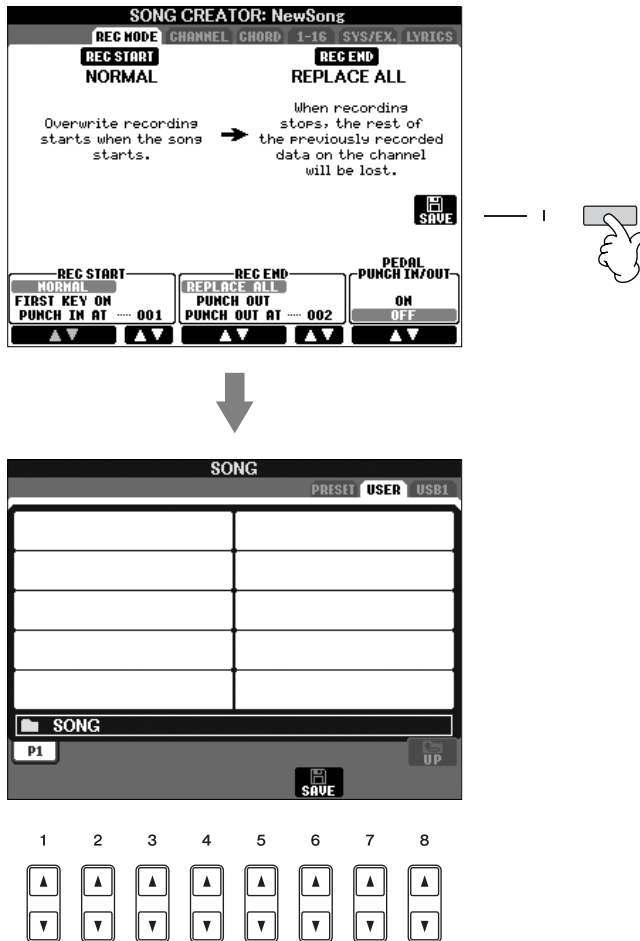 SONG CREATOR: NewSong
REC MODE CHANNEL CHORD 1-16 SYS/EX. LYRICS
REC START
NORMAL
REC END
REPLACE ALL
Overwrite recording
starts when the song
starts.
When recording
stops, the rest of
the previously recorded
data on the channel
will be lost.
SAVE
I
REC START
NORMAL
FIRST KEY ON
PUNCH IN AT ····· 001
REC END
REPLACE ALL
PUNCH OUT
PUNCH OUT AT ···· 002
PEDAL
PUNCH IN/OUT
ON
OFF
SONG
PRESET USER USB1
SONG
P1
UP
SAVE
1 2 3 4 5 6 7 8